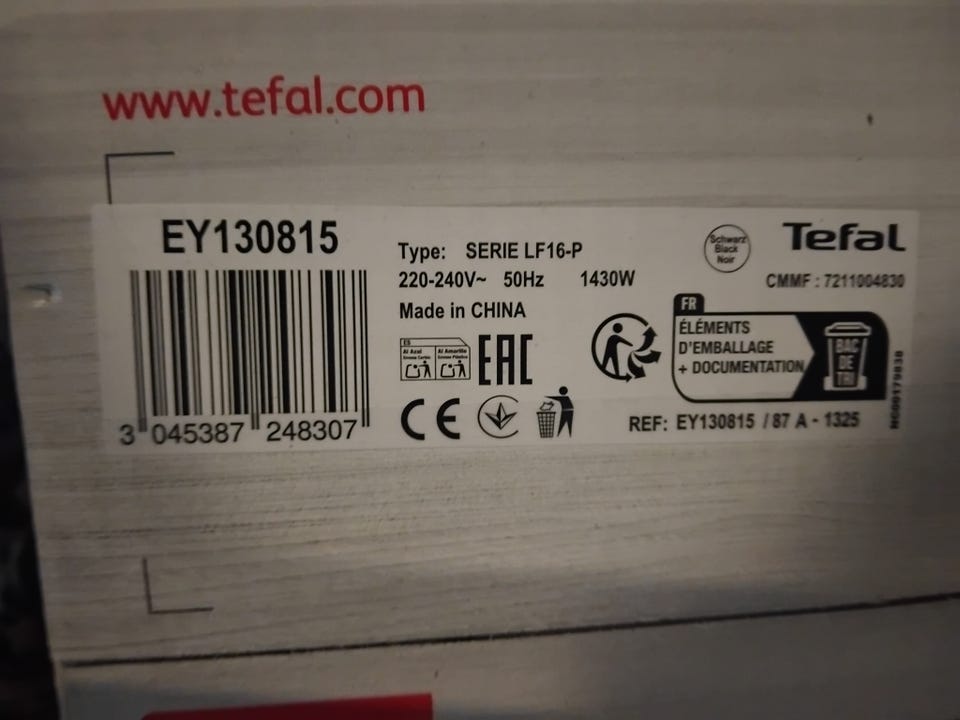 www.tefal.com
EY130815
3 045387 248307
Type: SERIE LF16-P
220-240V~ 50Hz 1430W
Made in CHINA
ES
Al Azul
Al Amarillo
EAC
CE
Schwarz
Black
Noir
Tefal
CMMF : 7211004830
FR
ÉLÉMENTS
D'EMBALLAGE
+ DOCUMENTATION
BAC
DE
TRI
REF: EY130815 / 87 A - 1325
NC00179838